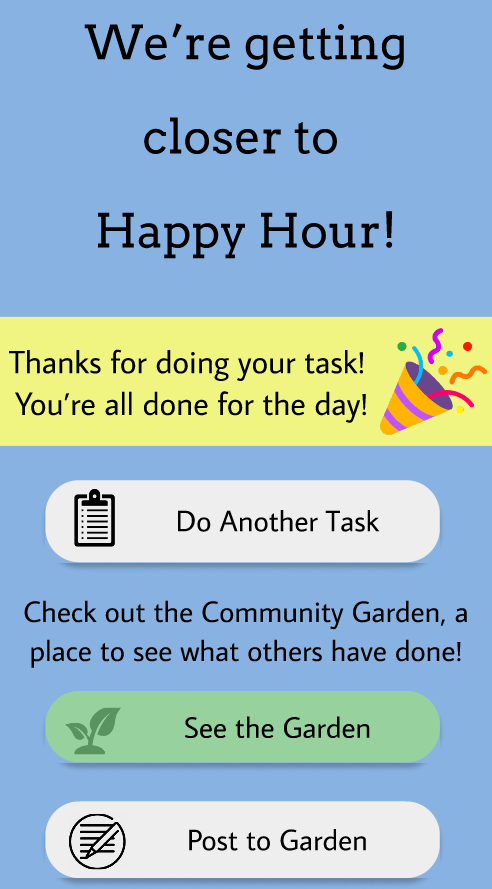 We’re getting
closer to
Happy Hour!
Thanks for doing your task!
You’re all done for the day!
Do Another Task
Check out the Community Garden, a
place to see what others have done!
See the Garden
Post to Garden